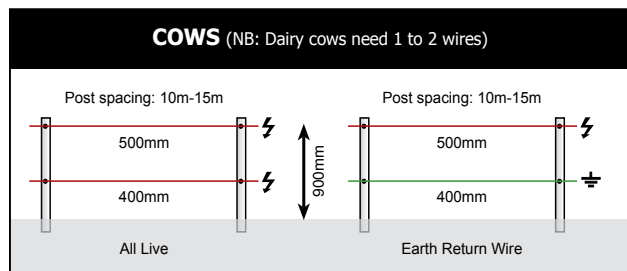 COWS (NB: Dairy cows need 1 to 2 wires)
Post spacing: 10m-15m
500mm
400mm
All Live
900mm
Post spacing: 10m-15m
500mm
400mm
Earth Return Wire